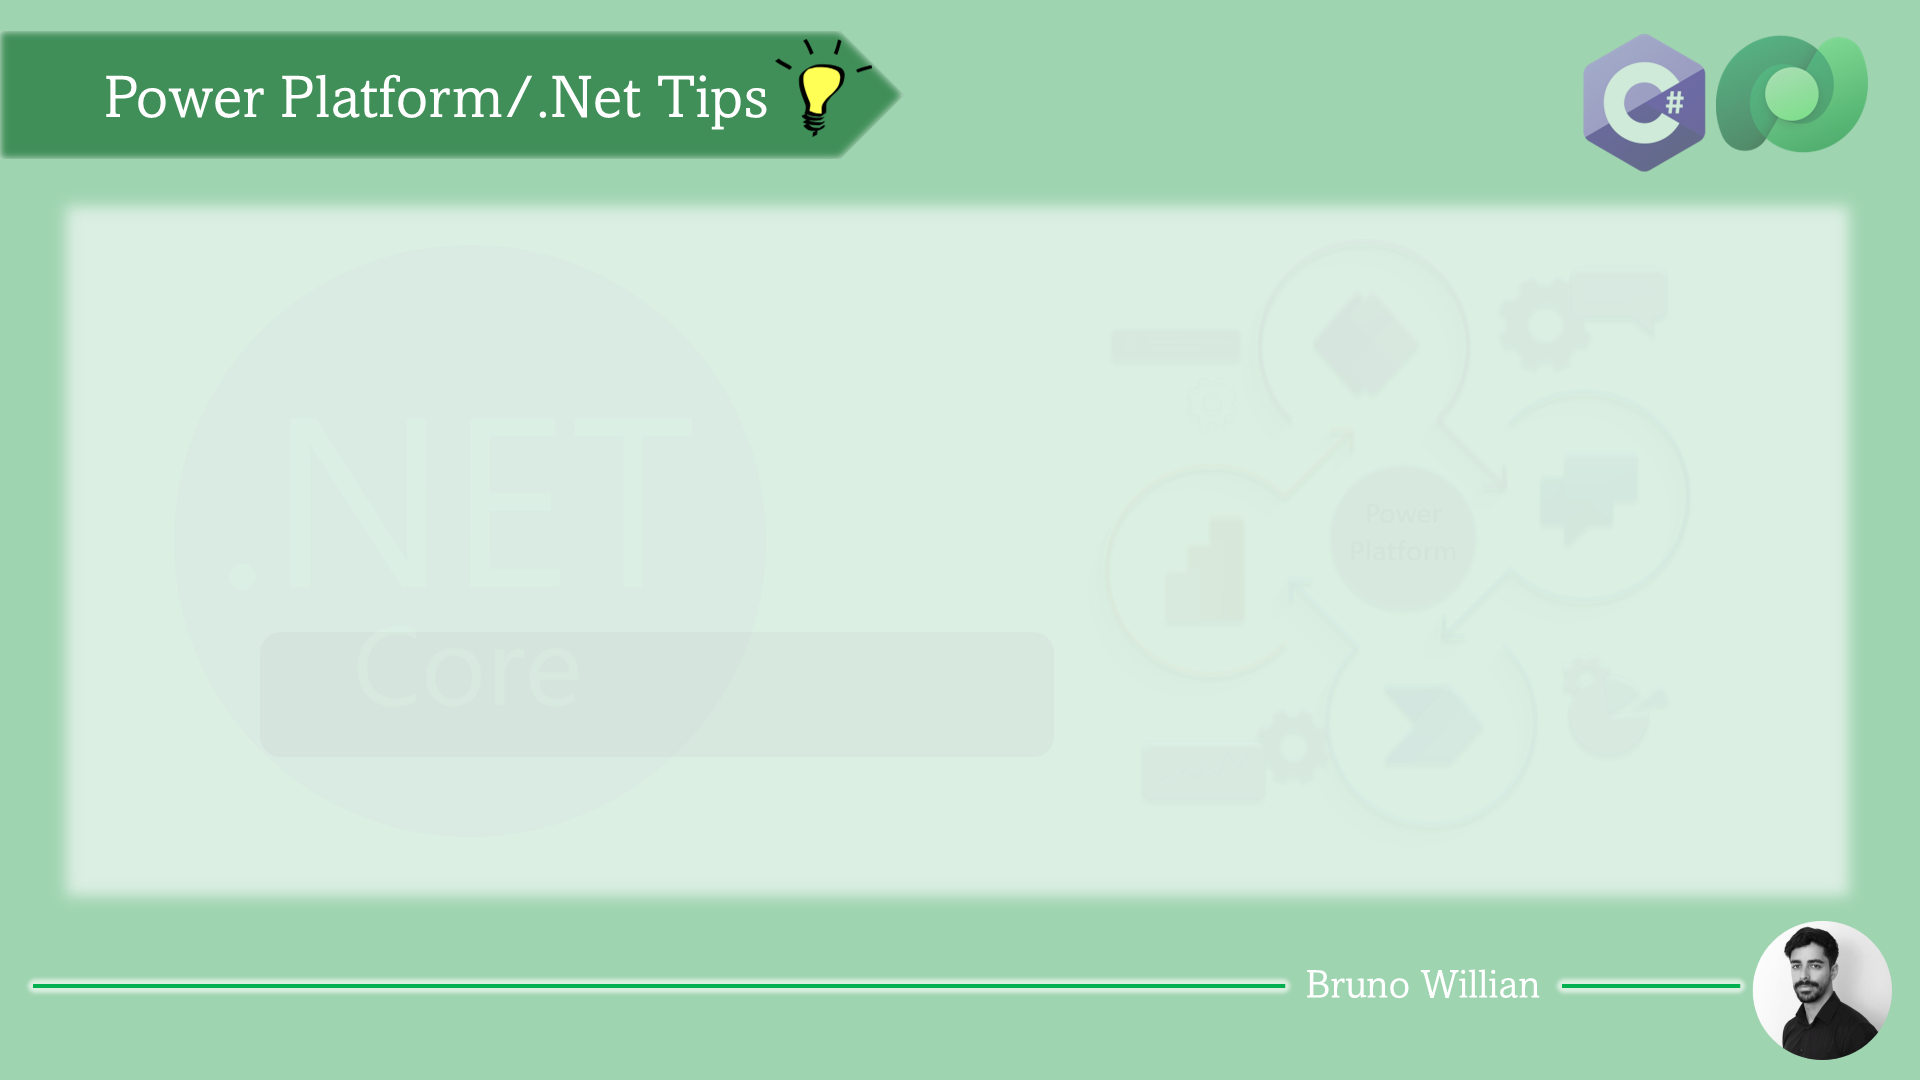 Power Platform/.Net Tips
C#
.NET
Core
Power
Platform
Bruno Willian